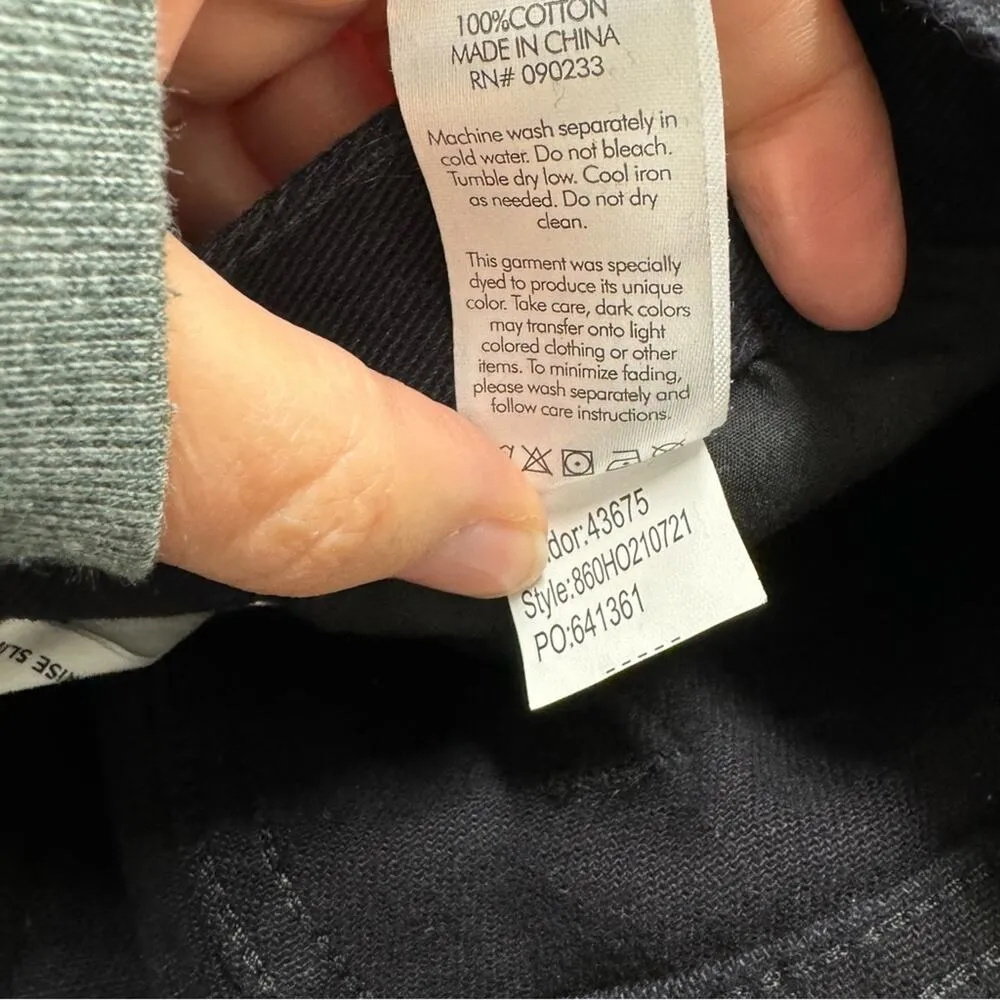 100%COTTON
MADE IN CHINA
RN# 090233
Machine wash separately in
cold water. Do not bleach.
Tumble dry low. Cool iron
as needed. Do not dry
clean.
This garment was specially
dyed to produce its unique
color. Take care, dark colors
may transfer onto light
colored clothing or other
items. To minimize fading,
please wash separately and
follow care instructions.
dor:43675
Style:860HO210721
PO:641361